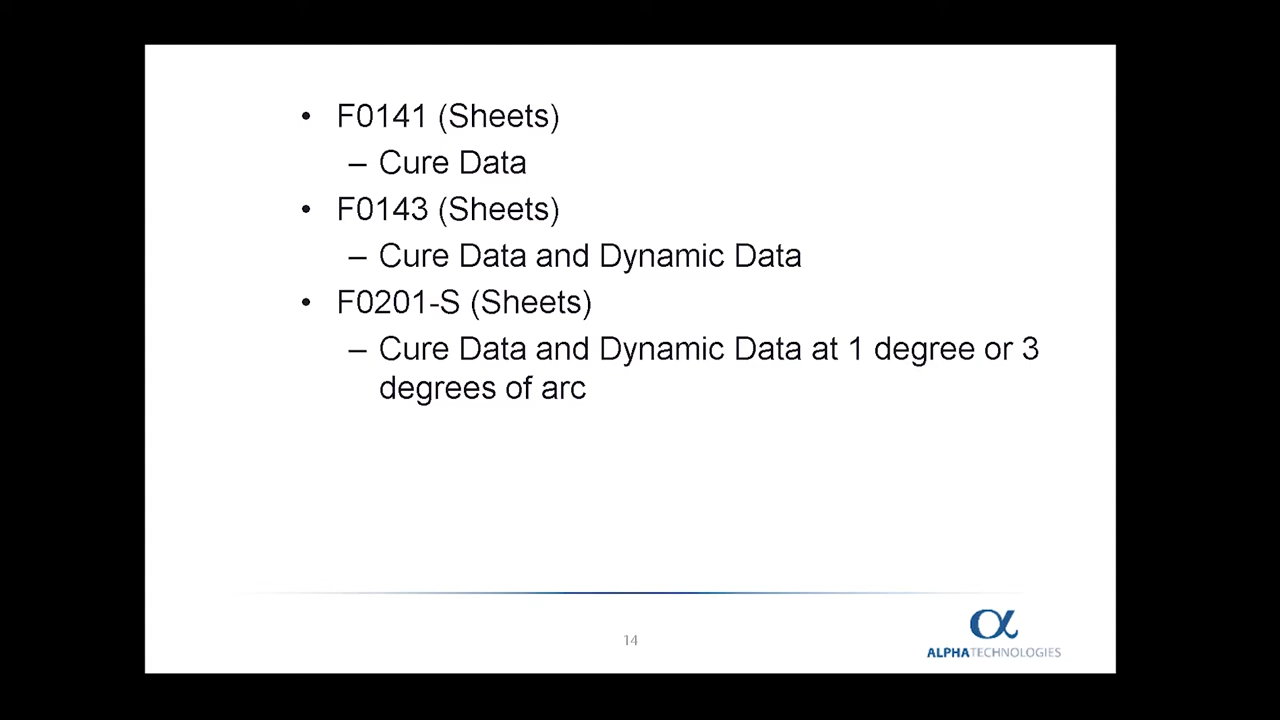 • F0141 (Sheets)
– Cure Data
• F0143 (Sheets)
– Cure Data and Dynamic Data
• F0201-S (Sheets)
– Cure Data and Dynamic Data at 1 degree or 3
degrees of arc
14
α
ALPHATECHNOLOGIES